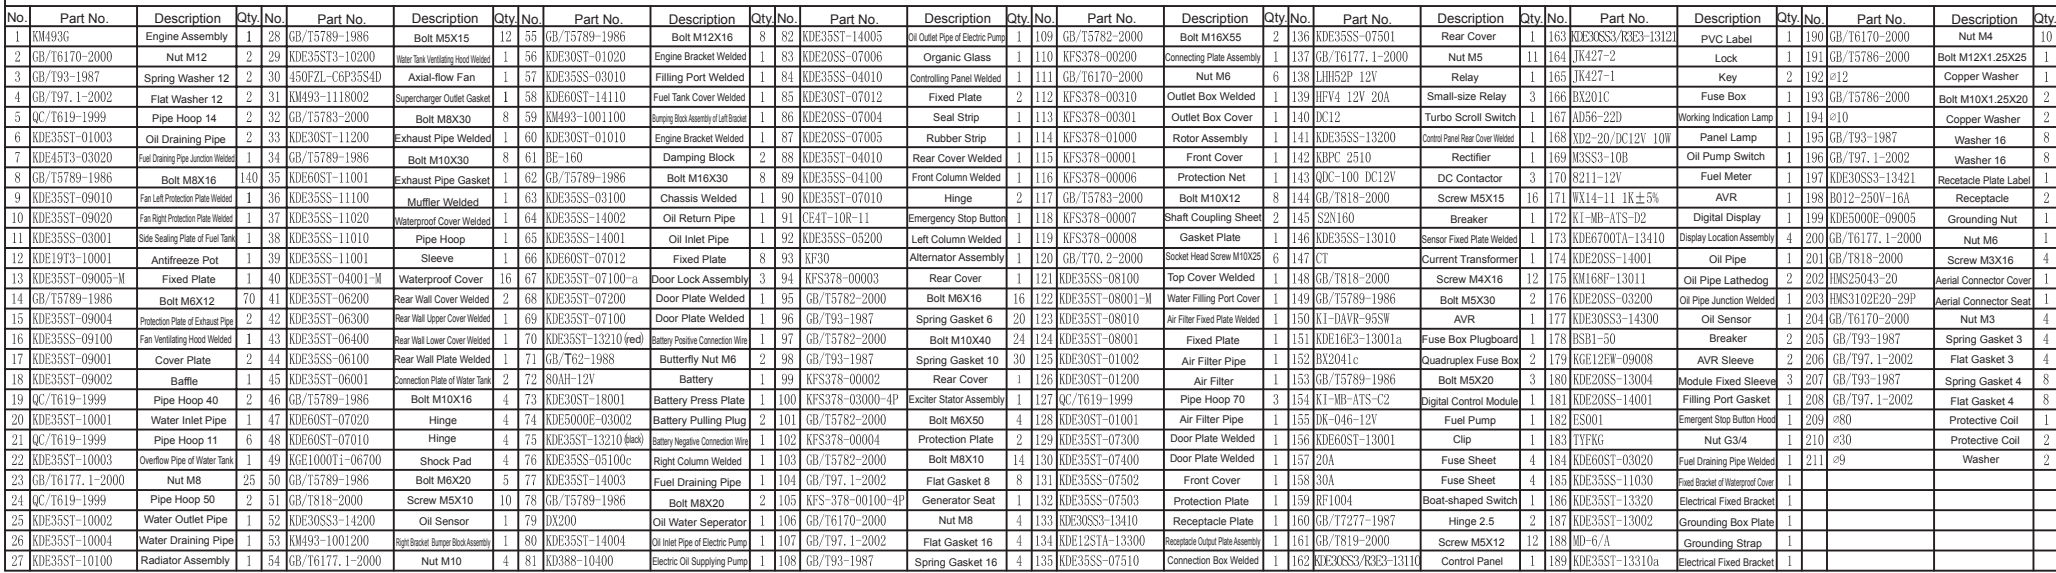 No. Part No. Description Qty. No. Part No. Description Qty. No. Part No. Description Qty. No. Part No. Description Qty. No. Part No. Description Qty. No. Part No. Description Qty. No. Part No. Description Qty. No. Part No. Description Qty.
1 KM493G Engine Assembly 1 28 GB/T5789-1986 Bolt M5X15 12 55 GB/T5789-1986 Bolt M12X16 8 82 KDE35ST-14005 Oil Outlet Pipe of Electric Pump 1 109 GB/T5782-2000 Bolt M16X55 2 136 KDE35SS-07501 Rear Cover 1 163 KDE30SS3/R3E3-13121 PVC Label 1 190 GB/T6170-2000 Nut M4 10
2 GB/T6170-2000 Nut M12 2 29 KDE35ST3-10200 Water Tank Ventilating Hood Welded 1 56 KDE30ST-01020 Engine Bracket Welded 1 83 KDE20SS-07006 Organic Glass 1 110 KFS378-00200 Connecting Plate Assembly 1 137 GB/T6177.1-2000 Nut M5 11 164 JK427-2 Lock 1 191 GB/T5786-2000 Bolt M12X1.25X25 1
3 GB/T93-1987 Spring Washer 12 2 30 450FZL-C6P35S4D Axial-flow Fan 1 57 KDE35SS-03010 Filling Port Welded 1 84 KDE35SS-04010 Controlling Panel Welded 1 111 GB/T6170-2000 Nut M6 6 138 LHH52P 12V Relay 1 165 JK427-1 Key 2 192 ⌀12 Copper Washer 1
4 GB/T97.1-2002 Flat Washer 12 2 31 KM493-1118002 Supercharger Outlet Gasket 1 58 KDE60ST-14110 Fuel Tank Cover Welded 1 85 KDE30ST-07012 Fixed Plate 2 112 KFS378-00310 Outlet Box Welded 1 139 HFV4 12V 20A Small-size Relay 3 166 BX201C Fuse Box 1 193 GB/T5786-2000 Bolt M10X1.25X20 2
5 QC/T619-1999 Pipe Hoop 14 2 32 GB/T5783-2000 Bolt M8X30 8 59 KM493-1001100 Bumping Block Assembly of Left Bracket 1 86 KDE20SS-07004 Seal Strip 1 113 KFS378-00301 Outlet Box Cover 1 140 DC12 Turbo Scroll Switch 1 167 AD56-22D Working Indication Lamp 1 194 ⌀10 Copper Washer 2
6 KDE35ST-01003 Oil Draining Pipe 2 33 KDE30ST-11200 Exhaust Pipe Welded 1 60 KDE30ST-01010 Engine Bracket Welded 1 87 KDE20SS-07005 Rubber Strip 1 114 KFS378-01000 Rotor Assembly 1 141 KDE35SS-13200 Control Panel Rear Cover Welded 1 168 XD2-20/DC12V 10W Panel Lamp 1 195 GB/T93-1987 Washer 16 8
7 KDE45T3-03020 Fuel Draining Pipe Junction Welded 1 34 GB/T5789-1986 Bolt M10X30 8 61 BE-160 Damping Block 2 88 KDE35ST-04010 Rear Cover Welded 1 115 KFS378-00001 Front Cover 1 142 KBPC 2510 Rectifier 1 169 M3SS3-10B Oil Pump Switch 1 196 GB/T97.1-2002 Washer 16 8
8 GB/T5789-1986 Bolt M8X16 140 35 KDE60ST-11001 Exhaust Pipe Gasket 1 62 GB/T5789-1986 Bolt M16X30 8 89 KDE35SS-04100 Front Column Welded 1 116 KFS378-00006 Protection Net 1 143 QDC-100 DC12V DC Contactor 3 170 8211-12V Fuel Meter 1 197 KDE30SS3-13421 Recetacle Plate Label 1
9 KDE35ST-09010 Fan Left Protection Plate Welded 1 36 KDE35SS-11100 Muffler Welded 1 63 KDE35SS-03100 Chassis Welded 1 90 KDE35ST-07010 Hinge 2 117 GB/T5783-2000 Bolt M10X12 8 144 GB/T818-2000 Screw M5X15 16 171 WX14-11 1K±5% AVR 1 198 B012-250V-16A Receptacle 2
10 KDE35ST-09020 Fan Right Protection Plate Welded 1 37 KDE35SS-11020 Waterproof Cover Welded 1 64 KDE35SS-14002 Oil Return Pipe 1 91 CE4T-10R-11 Emergency Stop Button 1 118 KFS378-00007 Shaft Coupling Sheet 2 145 S2N160 Breaker 1 172 KI-MB-ATS-D2 Digital Display 1 199 KDE5000E-09005 Grounding Nut 1
11 KDE35SS-03001 Side Sealing Plate of Fuel Tank 1 38 KDE35SS-11010 Pipe Hoop 1 65 KDE35SS-14001 Oil Inlet Pipe 1 92 KDE35SS-05200 Left Column Welded 1 119 KFS378-00008 Gasket Plate 1 146 KDE35SS-13010 Sensor Fixed Plate Welded 1 173 KDE6700TA-13410 Display Location Assembly 4 200 GB/T6177.1-2000 Nut M6 1
12 KDE19T3-10001 Antifreeze Pot 1 39 KDE35SS-11001 Sleeve 1 66 KDE60ST-07012 Fixed Plate 8 93 KF30 Alternator Assembly 1 120 GB/T70.2-2000 Socket Head Screw M10X25 6 147 CT Current Transformer 1 174 KDE20SS-14001 Oil Pipe 1 201 GB/T818-2000 Screw M3X16 4
13 KDE35ST-09005-M Fixed Plate 1 40 KDE35ST-04001-M Waterproof Cover 16 67 KDE35ST-07100-a Door Lock Assembly 3 94 KFS378-00003 Rear Cover 1 121 KDE35SS-08100 Top Cover Welded 1 148 GB/T818-2000 Screw M4X16 12 175 KM168F-13011 Oil Pipe Lathedog 2 202 HMS25043-20 Aerial Connector Cover 1
14 GB/T5789-1986 Bolt M6X12 70 41 KDE35ST-06200 Rear Wall Cover Welded 2 68 KDE35ST-07200 Door Plate Welded 1 95 GB/T5782-2000 Bolt M6X16 16 122 KDE35ST-08001-M Water Filling Port Cover 1 149 GB/T5789-1986 Bolt M5X30 2 176 KDE20SS-03200 Oil Pipe Junction Welded 1 203 HMS3102E20-29P Aerial Connector Seat 1
15 KDE35ST-09004 Protection Plate of Exhaust Pipe 2 42 KDE35ST-06300 Rear Wall Upper Cover Welded 1 69 KDE35ST-07100 Door Plate Welded 1 96 GB/T93-1987 Spring Gasket 6 20 123 KDE35ST-08010 Air Filter Fixed Plate Welded 1 150 KI-DAVR-95SW AVR 1 177 KDE30SS3-14300 Oil Sensor 1 204 GB/T6170-2000 Nut M3 4
16 KDE35SS-09100 Fan Ventilating Hood Welded 1 43 KDE35ST-06400 Rear Wall Lower Cover Welded 1 70 KDE35ST-13210(red) Battery Positive Connection Wire 1 97 GB/T5782-2000 Bolt M10X40 24 124 KDE35ST-08001 Fixed Plate 1 151 KDE16E3-13001a Fuse Box Plugboard 1 178 BSB1-50 Breaker 2 205 GB/T93-1987 Spring Gasket 3 4
17 KDE35ST-09001 Cover Plate 2 44 KDE35SS-06100 Rear Wall Plate Welded 1 71 GB/T62-1988 Butterfly Nut M6 2 98 GB/T93-1987 Spring Gasket 10 30 125 KDE30ST-01002 Air Filter Pipe 1 152 BX2041c Quadruplex Fuse Box 2 179 KGE12EW-09008 AVR Sleeve 2 206 GB/T97.1-2002 Flat Gasket 3 4
18 KDE35ST-09002 Baffle 1 45 KDE35ST-06001 Connection Plate of Water Tank 2 72 80AH-12V Battery 1 99 KFS378-00002 Rear Cover 1 126 KDE30ST-01200 Air Filter 1 153 GB/T5789-1986 Bolt M5X20 3 180 KDE20SS-13004 Module Fixed Sleeve 3 207 GB/T93-1987 Spring Gasket 4 8
19 QC/T619-1999 Pipe Hoop 40 2 46 GB/T5789-1986 Bolt M10X16 4 73 KDE30ST-18001 Battery Press Plate 1 100 KFS378-03000-4P Exciter Stator Assembly 1 127 QC/T619-1999 Pipe Hoop 70 3 154 KI-MB-ATS-C2 Digital Control Module 1 181 KDE20SS-14001 Filling Port Gasket 1 208 GB/T97.1-2002 Flat Gasket 4 8
20 KDE35ST-10001 Water Inlet Pipe 1 47 KDE60ST-07020 Hinge 4 74 KDE5000E-03002 Battery Pulling Plug 2 101 GB/T5782-2000 Bolt M6X50 4 128 KDE30ST-01001 Air Filter Pipe 1 155 DK-046-12V Fuel Pump 1 182 ES001 Emergent Stop Button Hood 1 209 ⌀80 Protective Coil 1
21 QC/T619-1999 Pipe Hoop 11 6 48 KDE60ST-07010 Hinge 4 75 KDE35ST-13210(black) Battery Negative Connection Wire 1 102 KFS378-00004 Protection Plate 2 129 KDE35ST-07300 Door Plate Welded 1 156 KDE60ST-13001 Clip 1 183 TYFKG Nut G3/4 1 210 ⌀30 Protective Coil 2
22 KDE35ST-10003 Overflow Pipe of Water Tank 1 49 KGE1000Ti-06700 Shock Pad 4 76 KDE35SS-05100c Right Column Welded 1 103 GB/T5782-2000 Bolt M8X10 14 130 KDE35ST-07400 Door Plate Welded 1 157 20A Fuse Sheet 4 184 KDE60ST-03020 Fuel Draining Pipe Welded 1 211 ⌀9 Washer 2
23 GB/T6177.1-2000 Nut M8 25 50 GB/T5789-1986 Bolt M6X20 5 77 KDE35ST-14003 Fuel Draining Pipe 1 104 GB/T97.1-2002 Flat Gasket 8 8 131 KDE35SS-07502 Front Cover 1 158 30A Fuse Sheet 4 185 KDE35SS-11030 Fixed Bracket of Waterproof Cover 1
24 QC/T619-1999 Pipe Hoop 50 2 51 GB/T818-2000 Screw M5X10 10 78 GB/T5789-1986 Bolt M8X20 2 105 KFS-378-00100-4P Generator Seat 1 132 KDE35SS-07503 Protection Plate 1 159 RF1004 Boat-shaped Switch 1 186 KDE35ST-13320 Electrical Fixed Bracket 1
25 KDE35ST-10002 Water Outlet Pipe 1 52 KDE30SS3-14200 Oil Sensor 1 79 DX200 Oil Water Seperator 1 106 GB/T6170-2000 Nut M8 4 133 KDE30SS3-13410 Receptacle Plate 1 160 GB/T7277-1987 Hinge 2.5 2 187 KDE35ST-13002 Grounding Box Plate 1
26 KDE35ST-10004 Water Draining Pipe 1 53 KM493-1001200 Right Bracket Bumper Block Assembly 1 80 KDE35ST-14004 Oil Inlet Pipe of Electric Pump 1 107 GB/T97.1-2002 Flat Gasket 16 4 134 KDE12STA-13300 Receptacle Output Plate Assembly 1 161 GB/T819-2000 Screw M5X12 12 188 MD-6/A Grounding Strap 1
27 KDE35ST-10100 Radiator Assembly 1 54 GB/T6177.1-2000 Nut M10 4 81 KD388-10400 Electric Oil Supplying Pump 1 108 GB/T93-1987 Spring Gasket 16 4 135 KDE35SS-07510 Connection Box Welded 1 162 KDE30SS3/R3E3-13110 Control Panel 1 189 KDE35ST-13310a Electrical Fixed Bracket 1